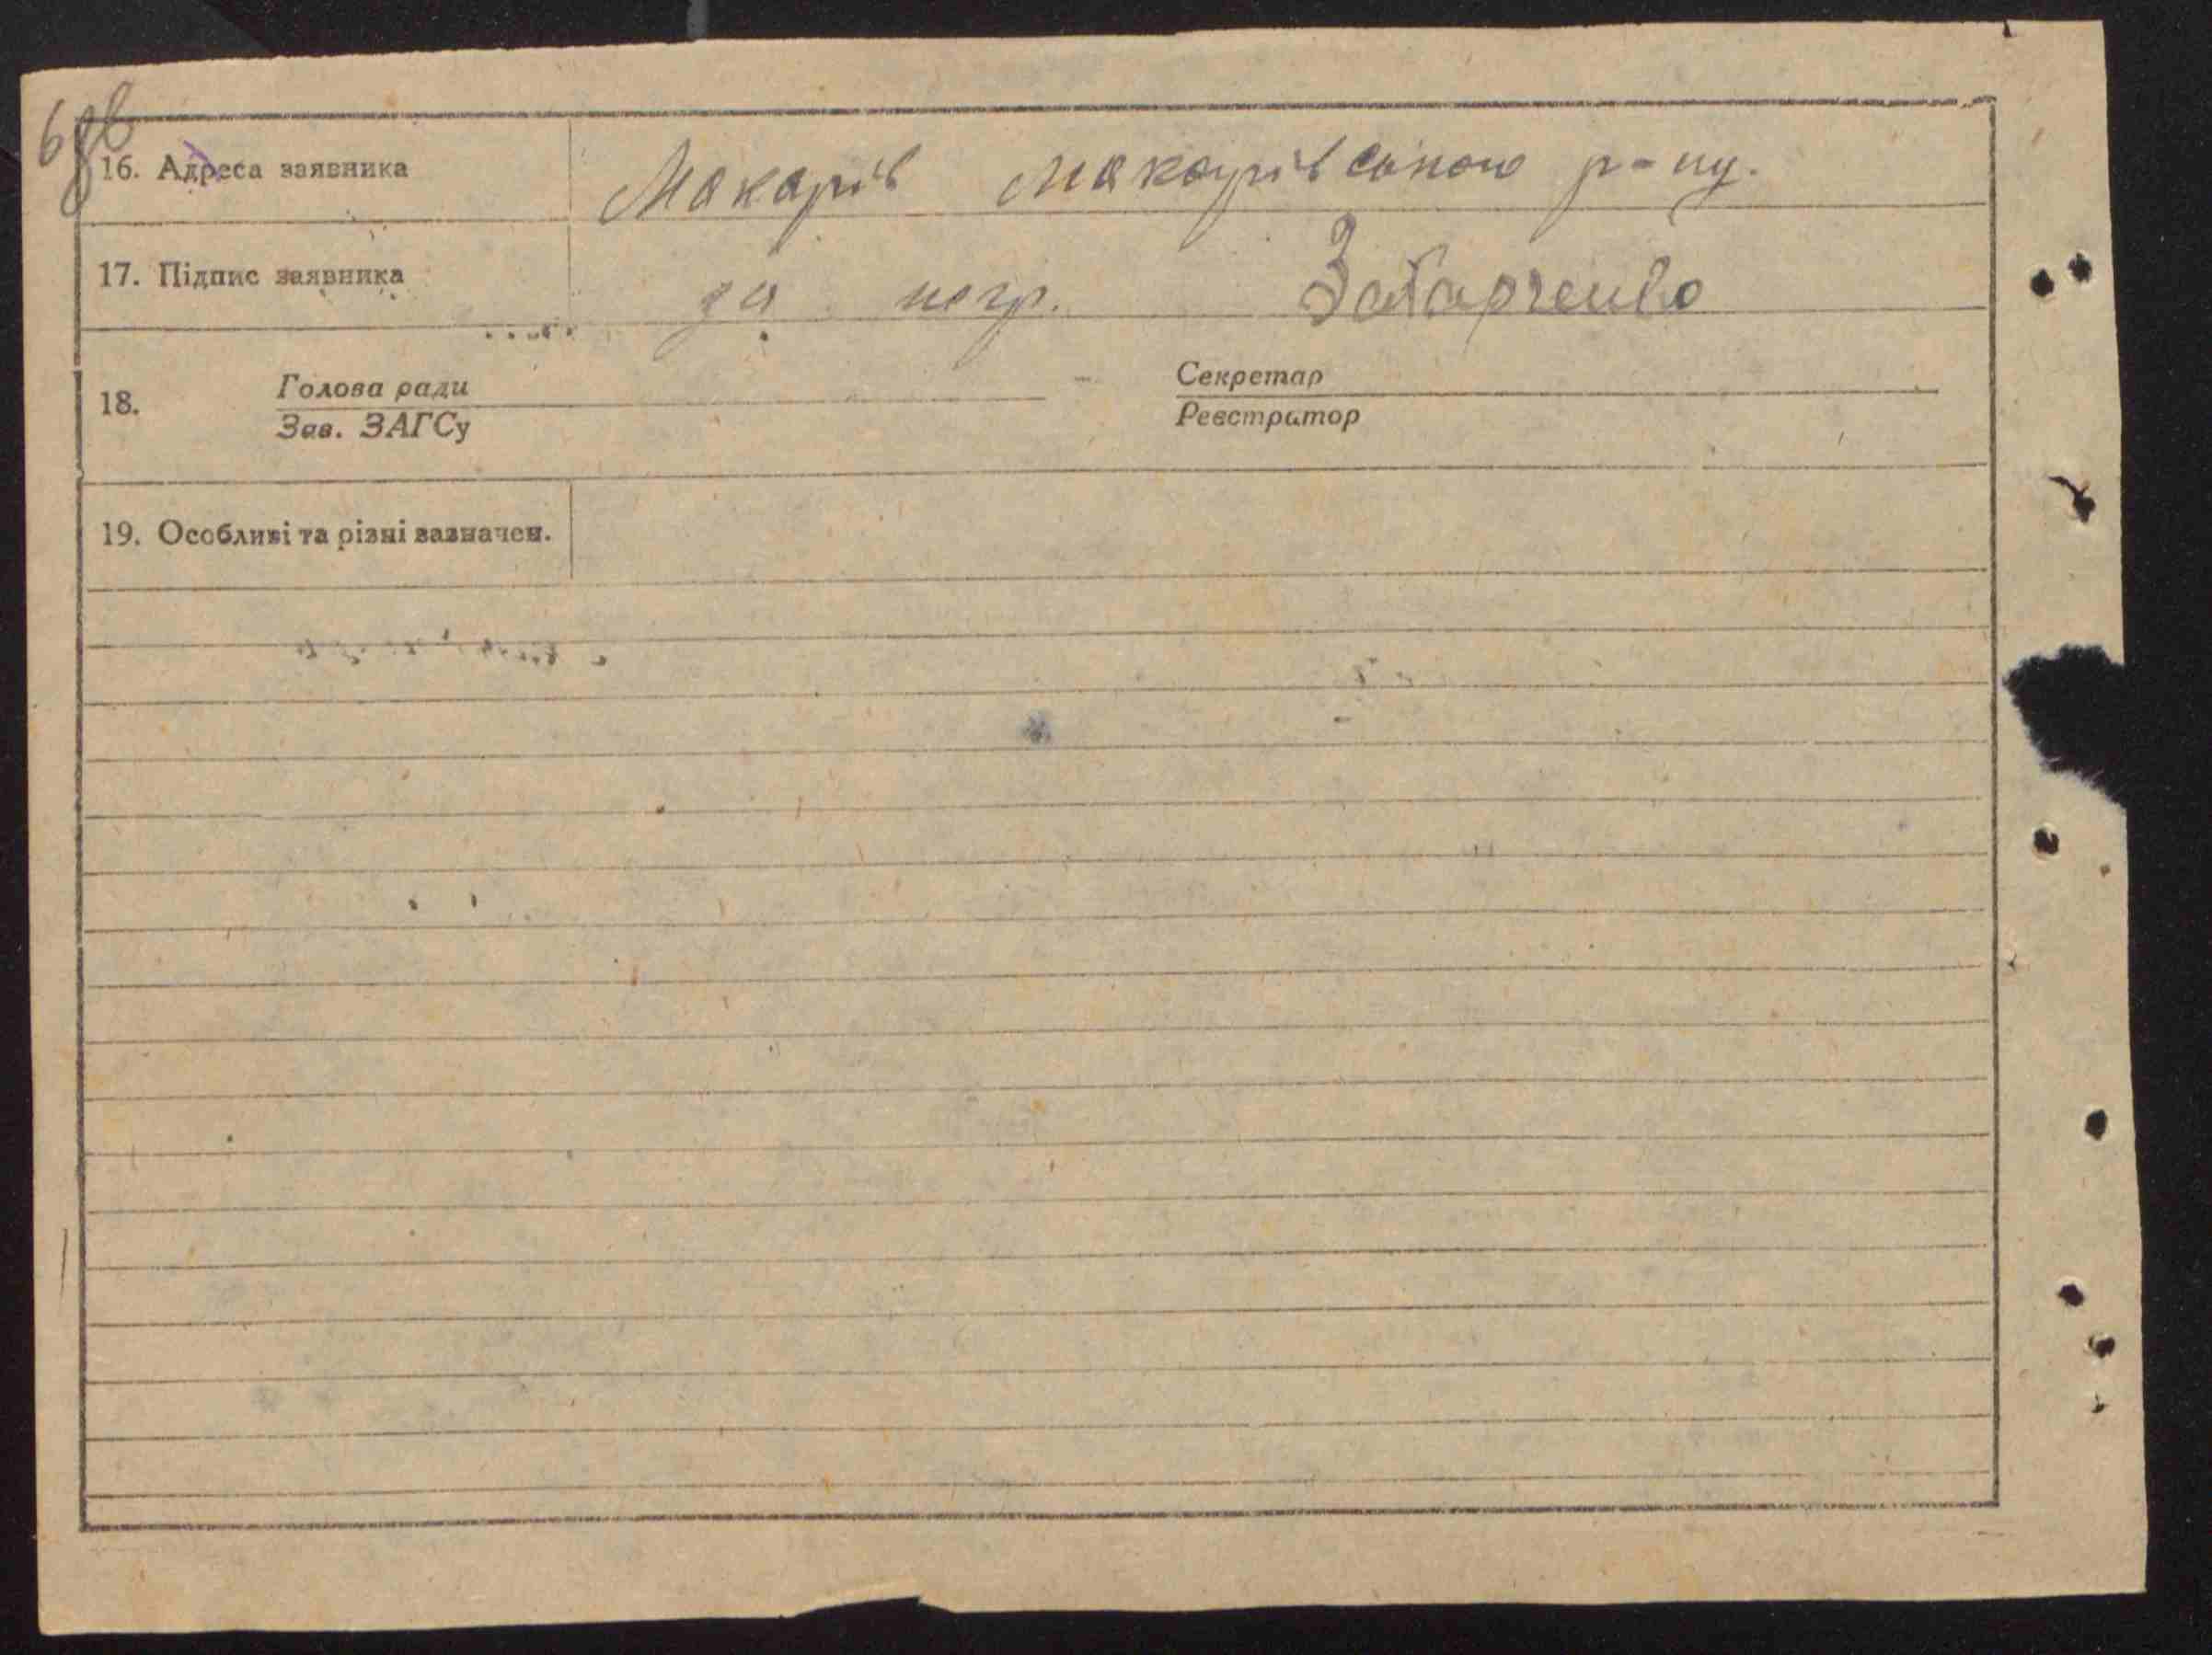 16. Адреса заявника Макарів Макарівського р-ну.
17. Підпис заявника за негр. Захарченко
18. Голова ради Секретар
Зав. ЗАГСу Реєстратор
19. Особливі та різні зазначен.